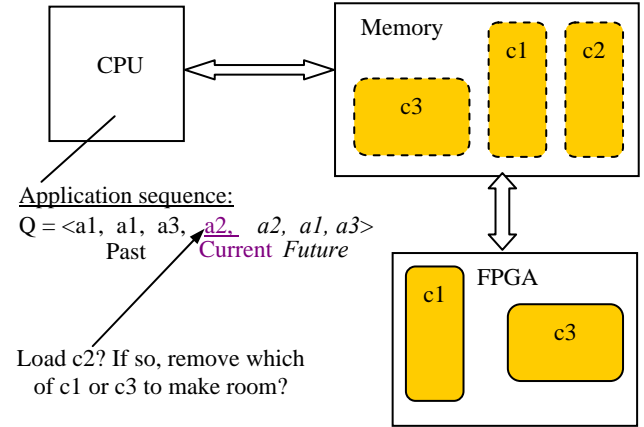 Memory
CPU
c1
c2
c3
Application sequence:
Q = <a1, a1, a3, a2, a2, a1, a3>
Past Current Future
FPGA
c1
c3
Load c2? If so, remove which
of c1 or c3 to make room?